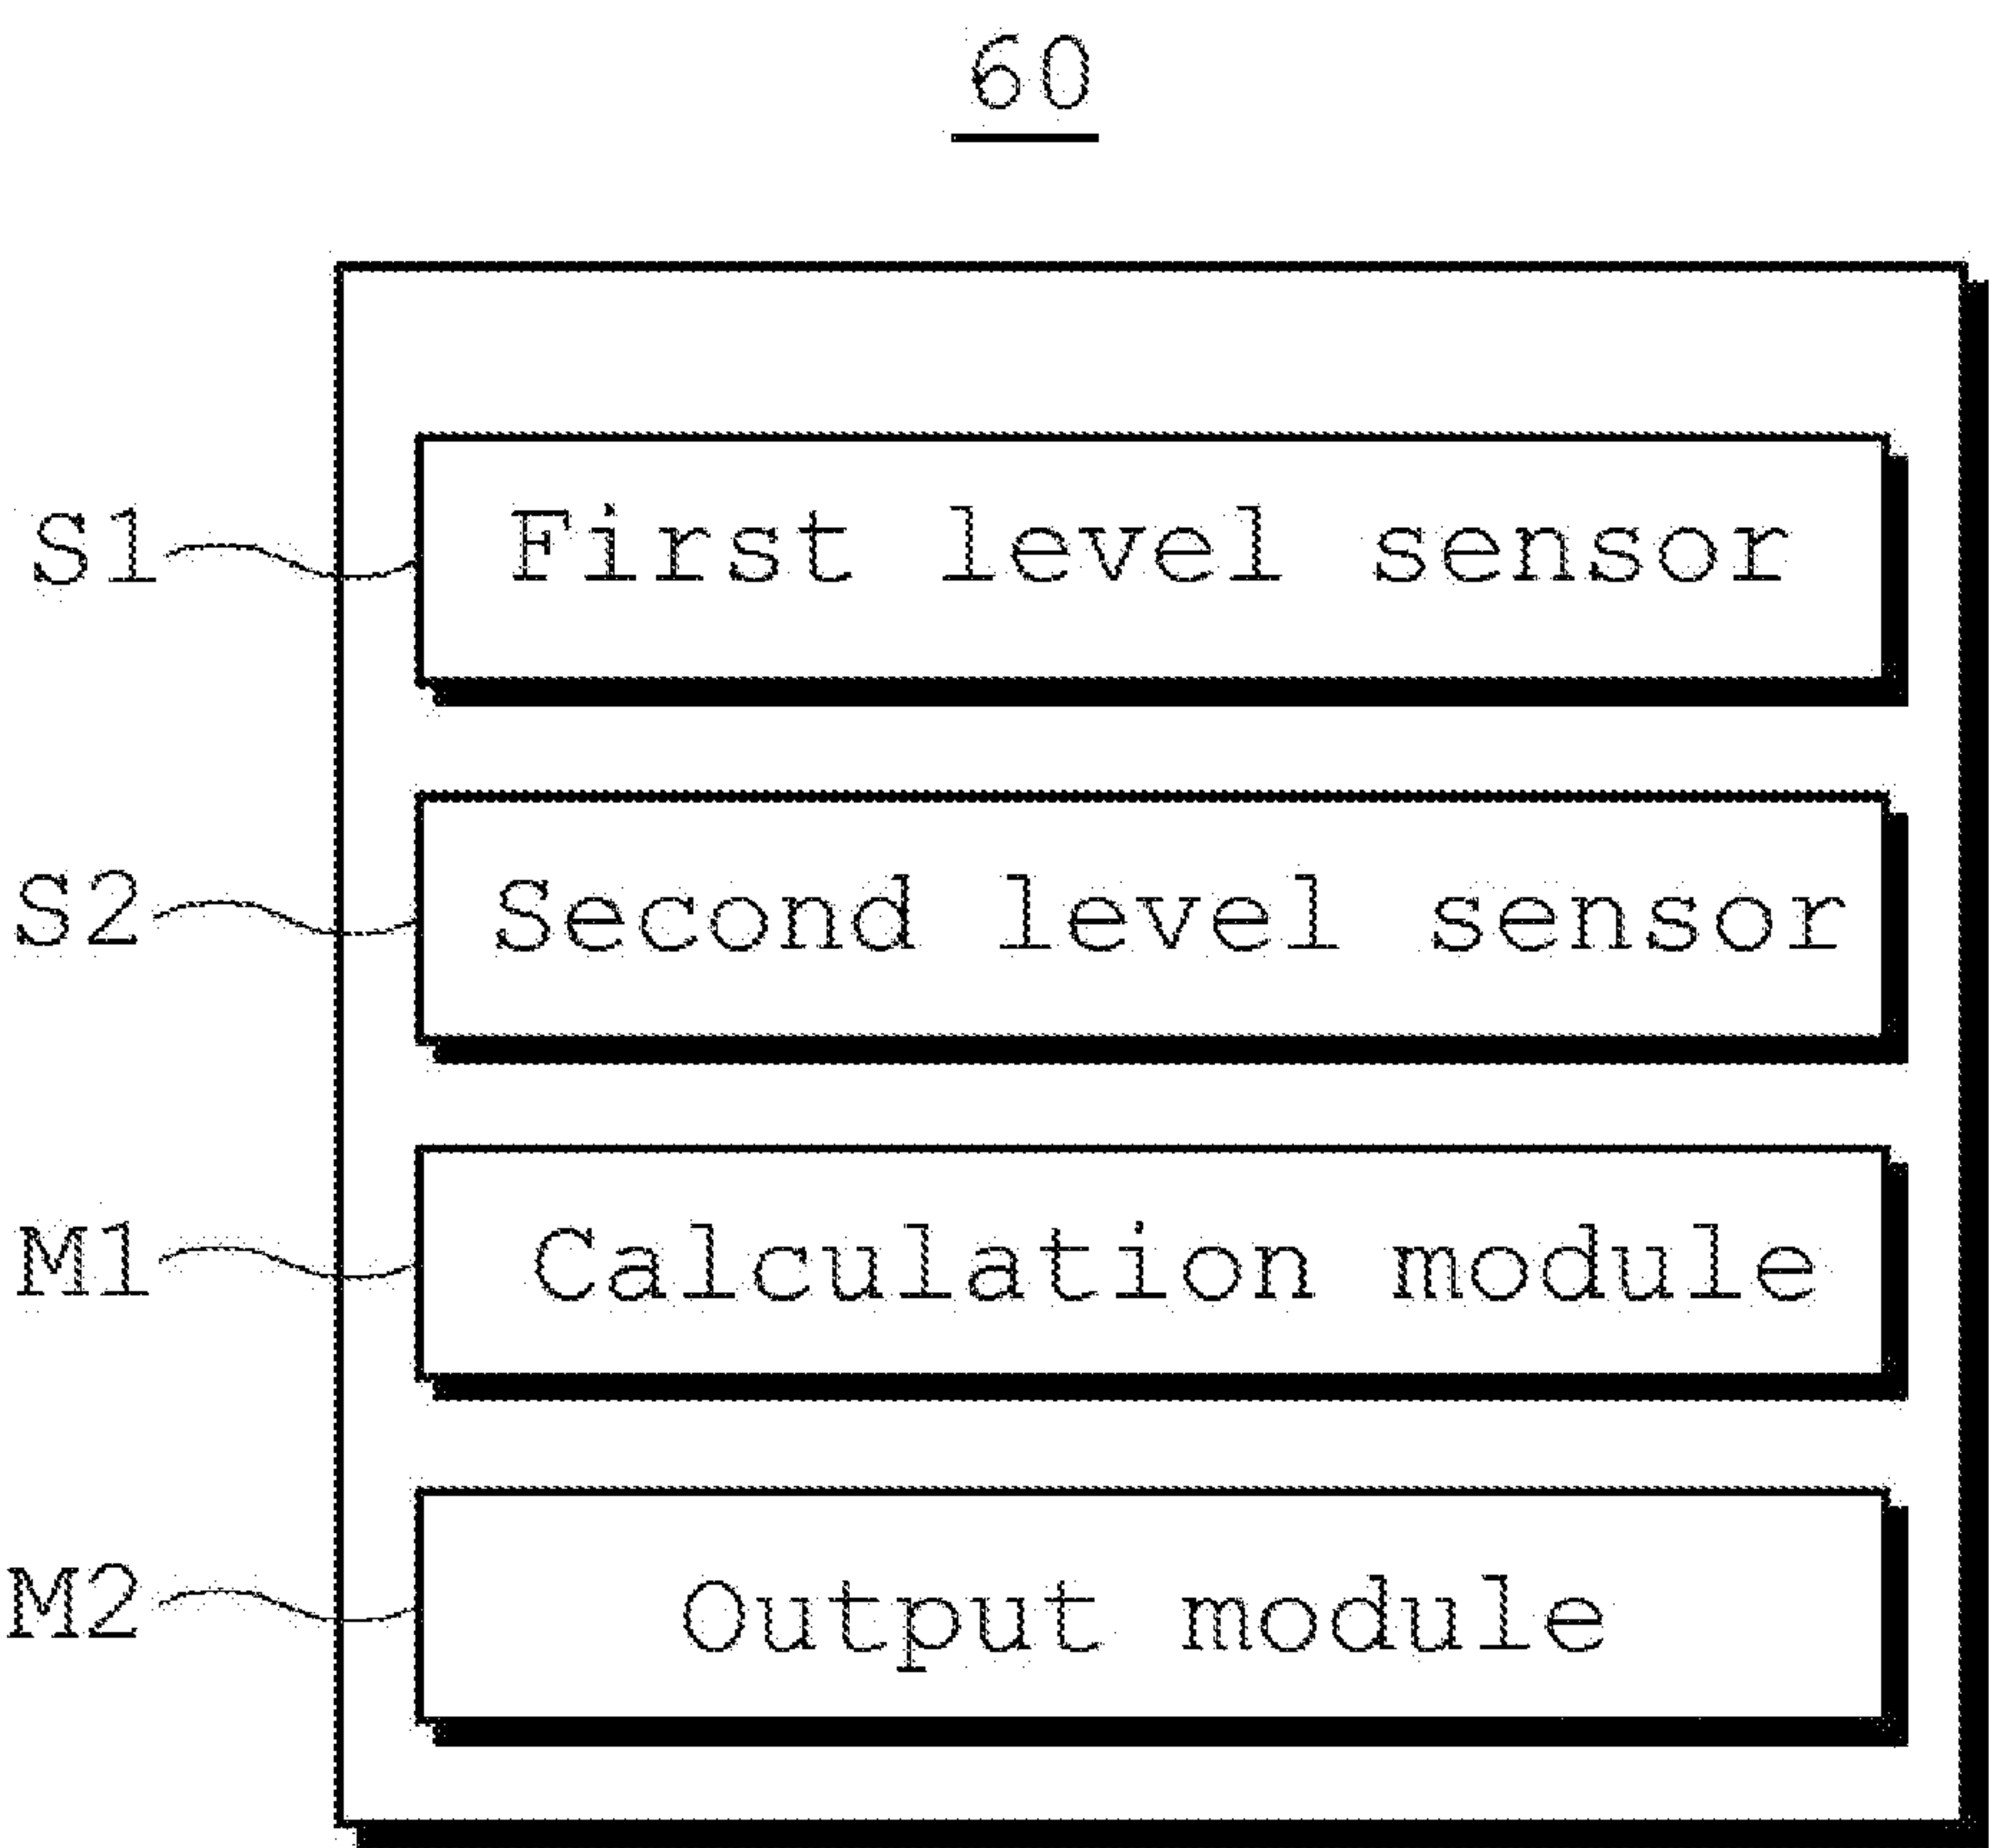 60
S1 First level sensor
S2 Second level sensor
M1 Calculation module
M2 Output module